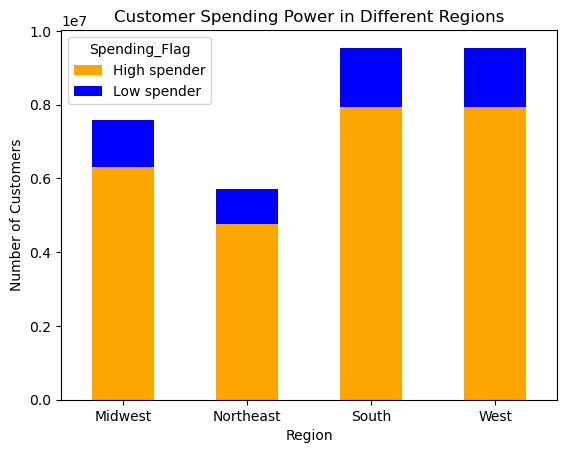 Customer Spending Power in Different Regions
1e7
Spending_Flag
High spender
Low spender
1.0
0.8
0.6
0.4
0.2
0.0
Number of Customers
Midwest Northeast South West
Region